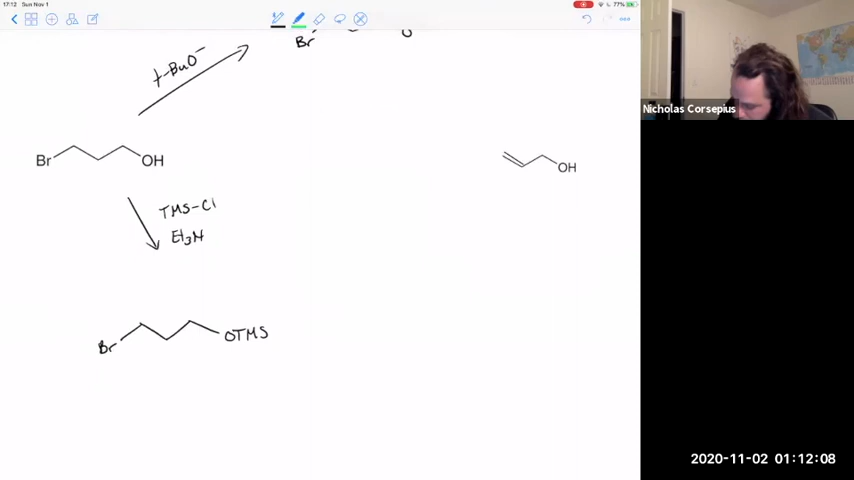 17:12 Sun Nov 1
77%
Br
t-BuO⁻
Nicholas Corsepius
Br
OH
OH
TMS-Cl
Et3N
Br
OTMS
2020-11-02 01:12:08